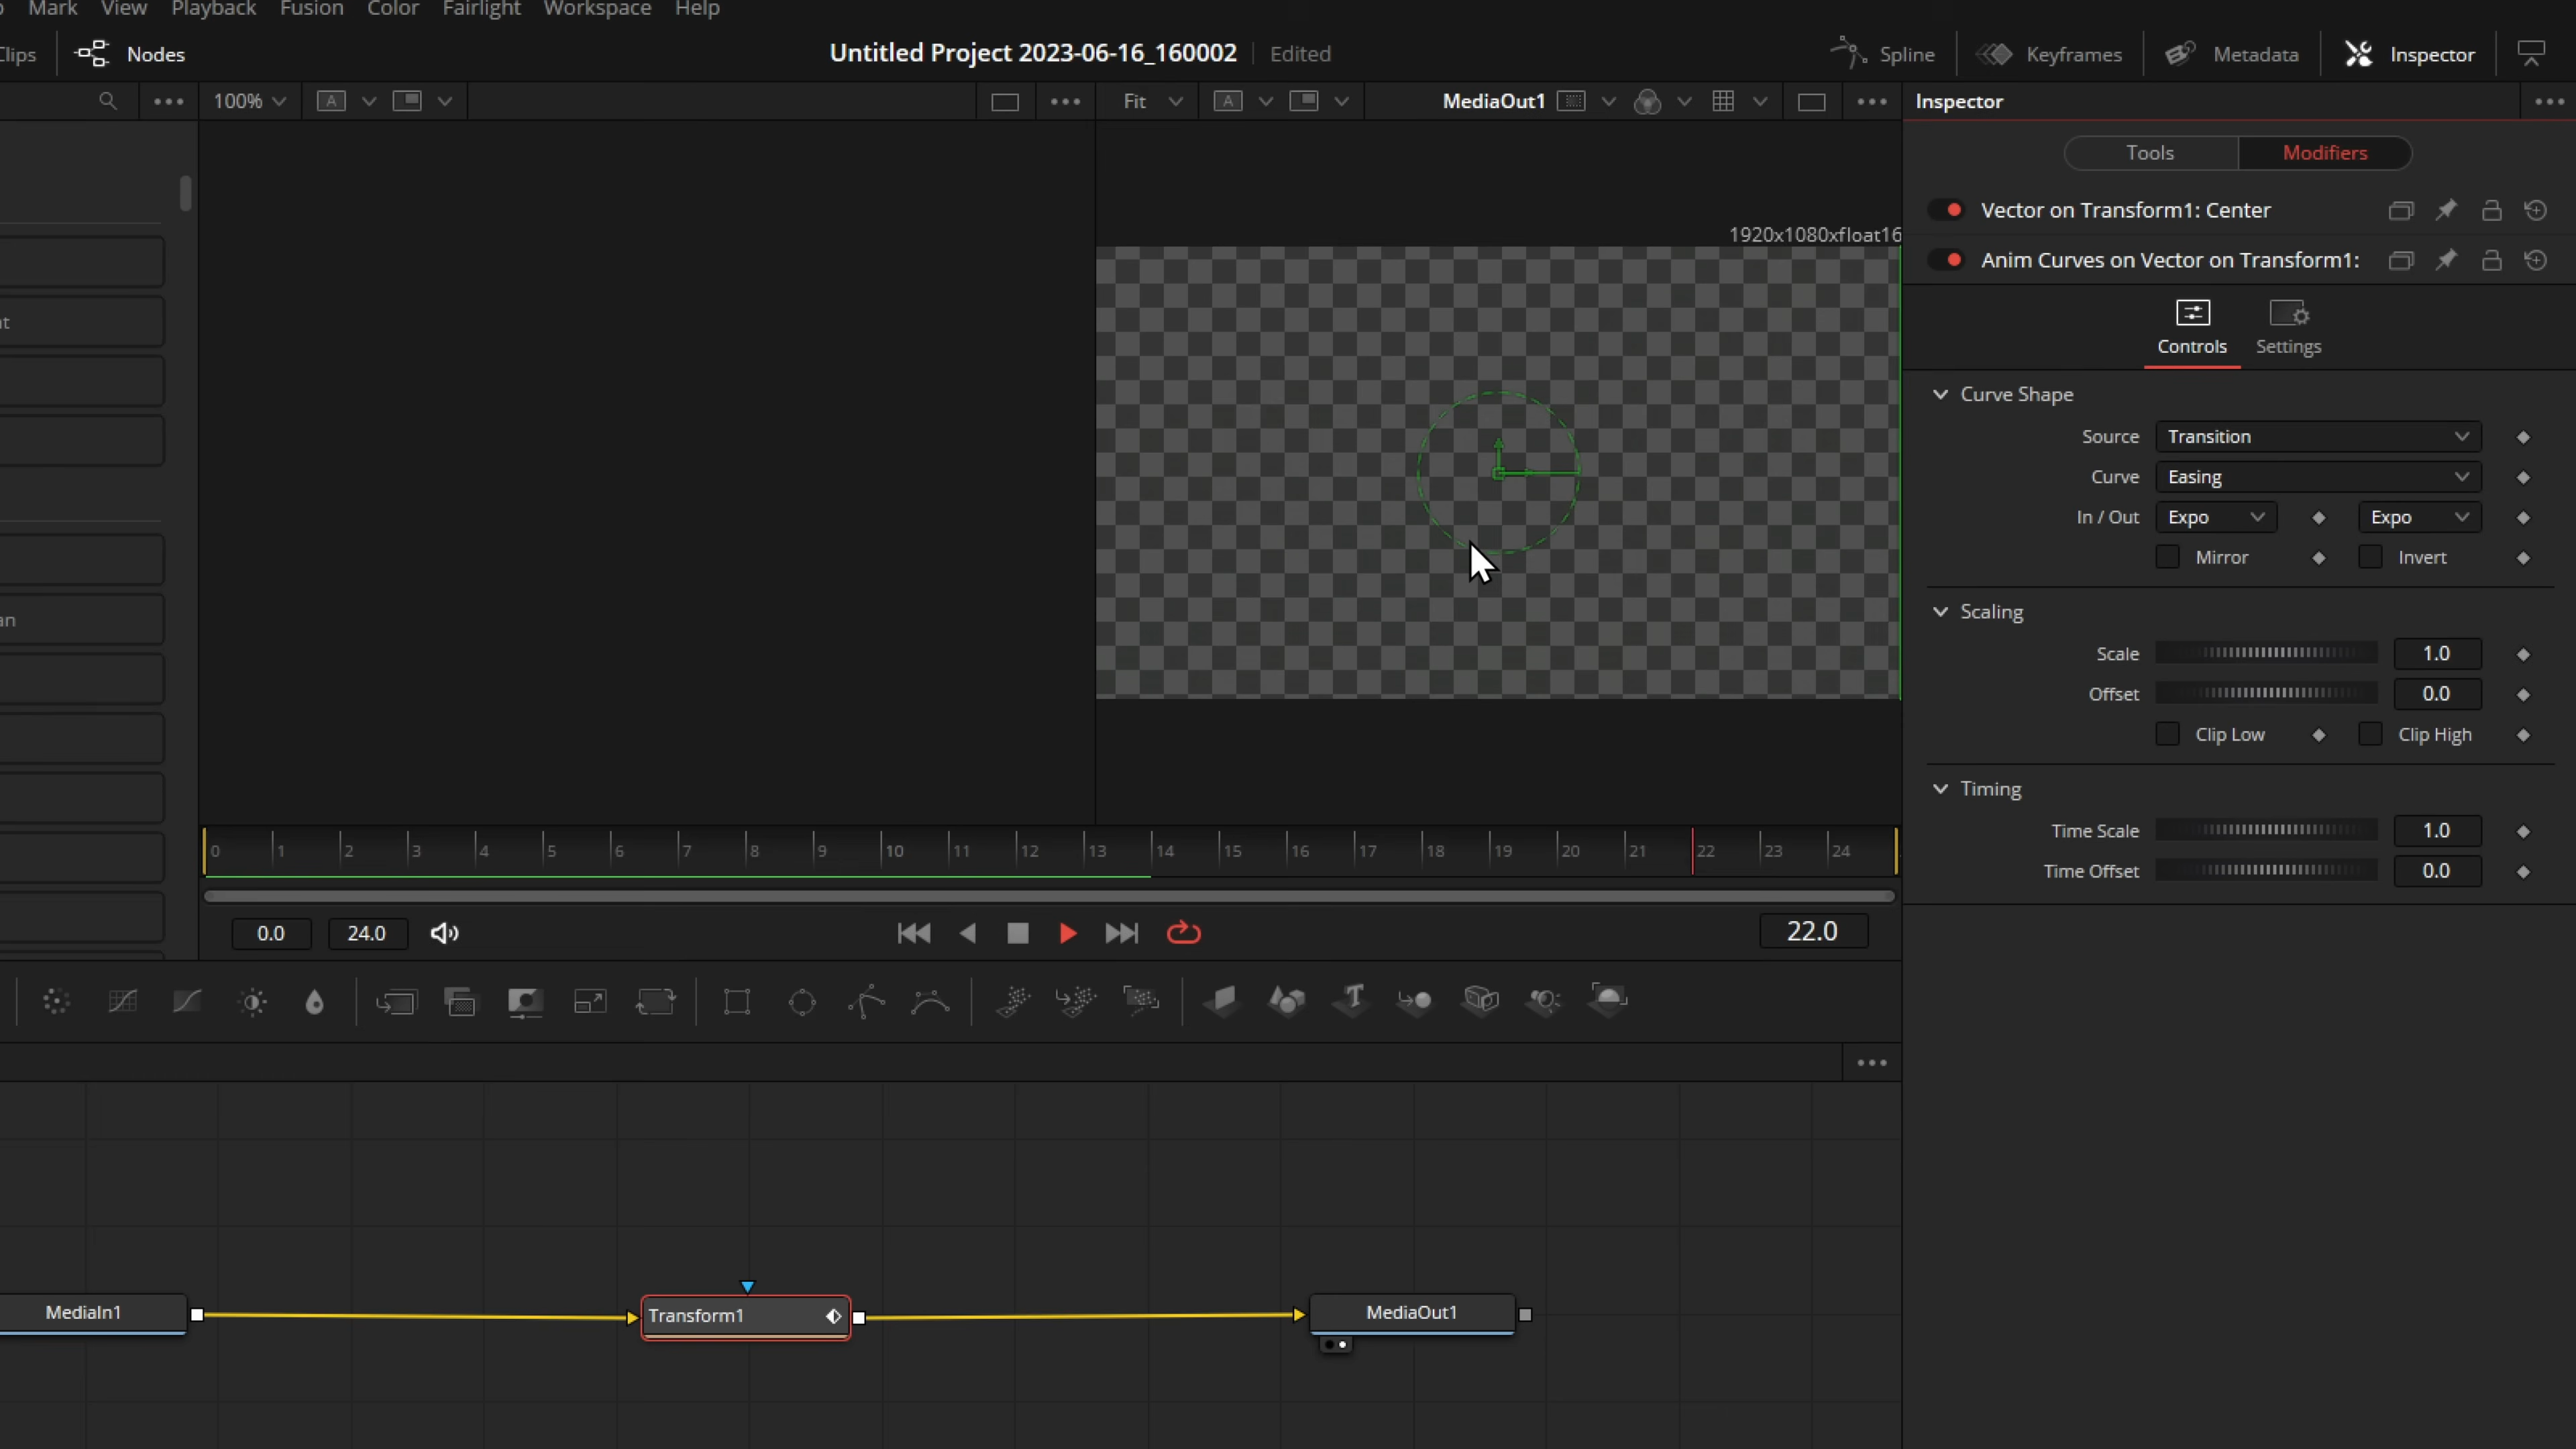 Mark View Playback Fusion Color Fairlight Workspace Help
Clips Nodes Untitled Project 2023-06-16_160002 Edited Spline Keyframes Metadata Inspector
100% A Fit A MediaOut1 Inspector
Tools Modifiers
Vector on Transform1: Center
1920x1080xfloat16
Anim Curves on Vector on Transform1:
Controls Settings
Curve Shape
Source Transition
Curve Easing
In / Out Expo Expo
Mirror Invert
Scaling
Scale 1.0
Offset 0.0
Clip Low Clip High
Timing
Time Scale 1.0
Time Offset 0.0
0 1 2 3 4 5 6 7 8 9 10 11 12 13 14 15 16 17 18 19 20 21 22 23 24
0.0 24.0 22.0
MediaIn1 Transform1 MediaOut1